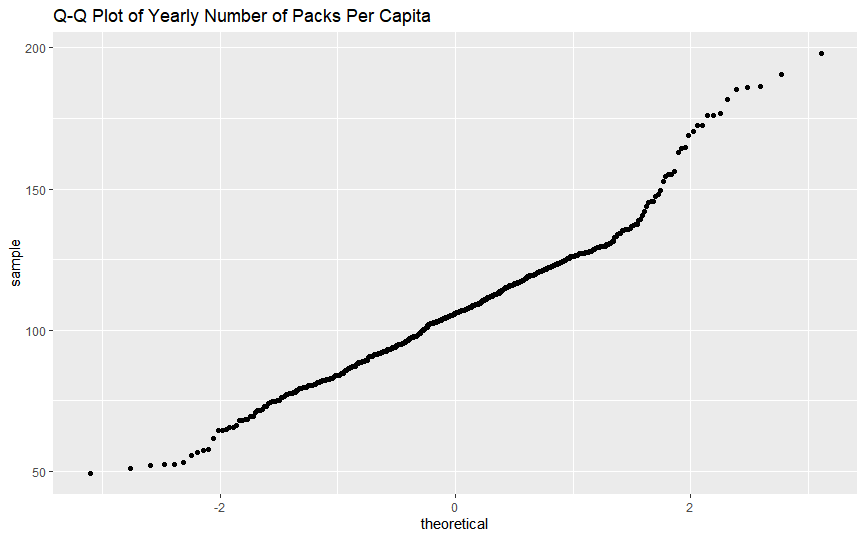 Q-Q Plot of Yearly Number of Packs Per Capita
200
150
100
50
sample
-2
0
2
theoretical